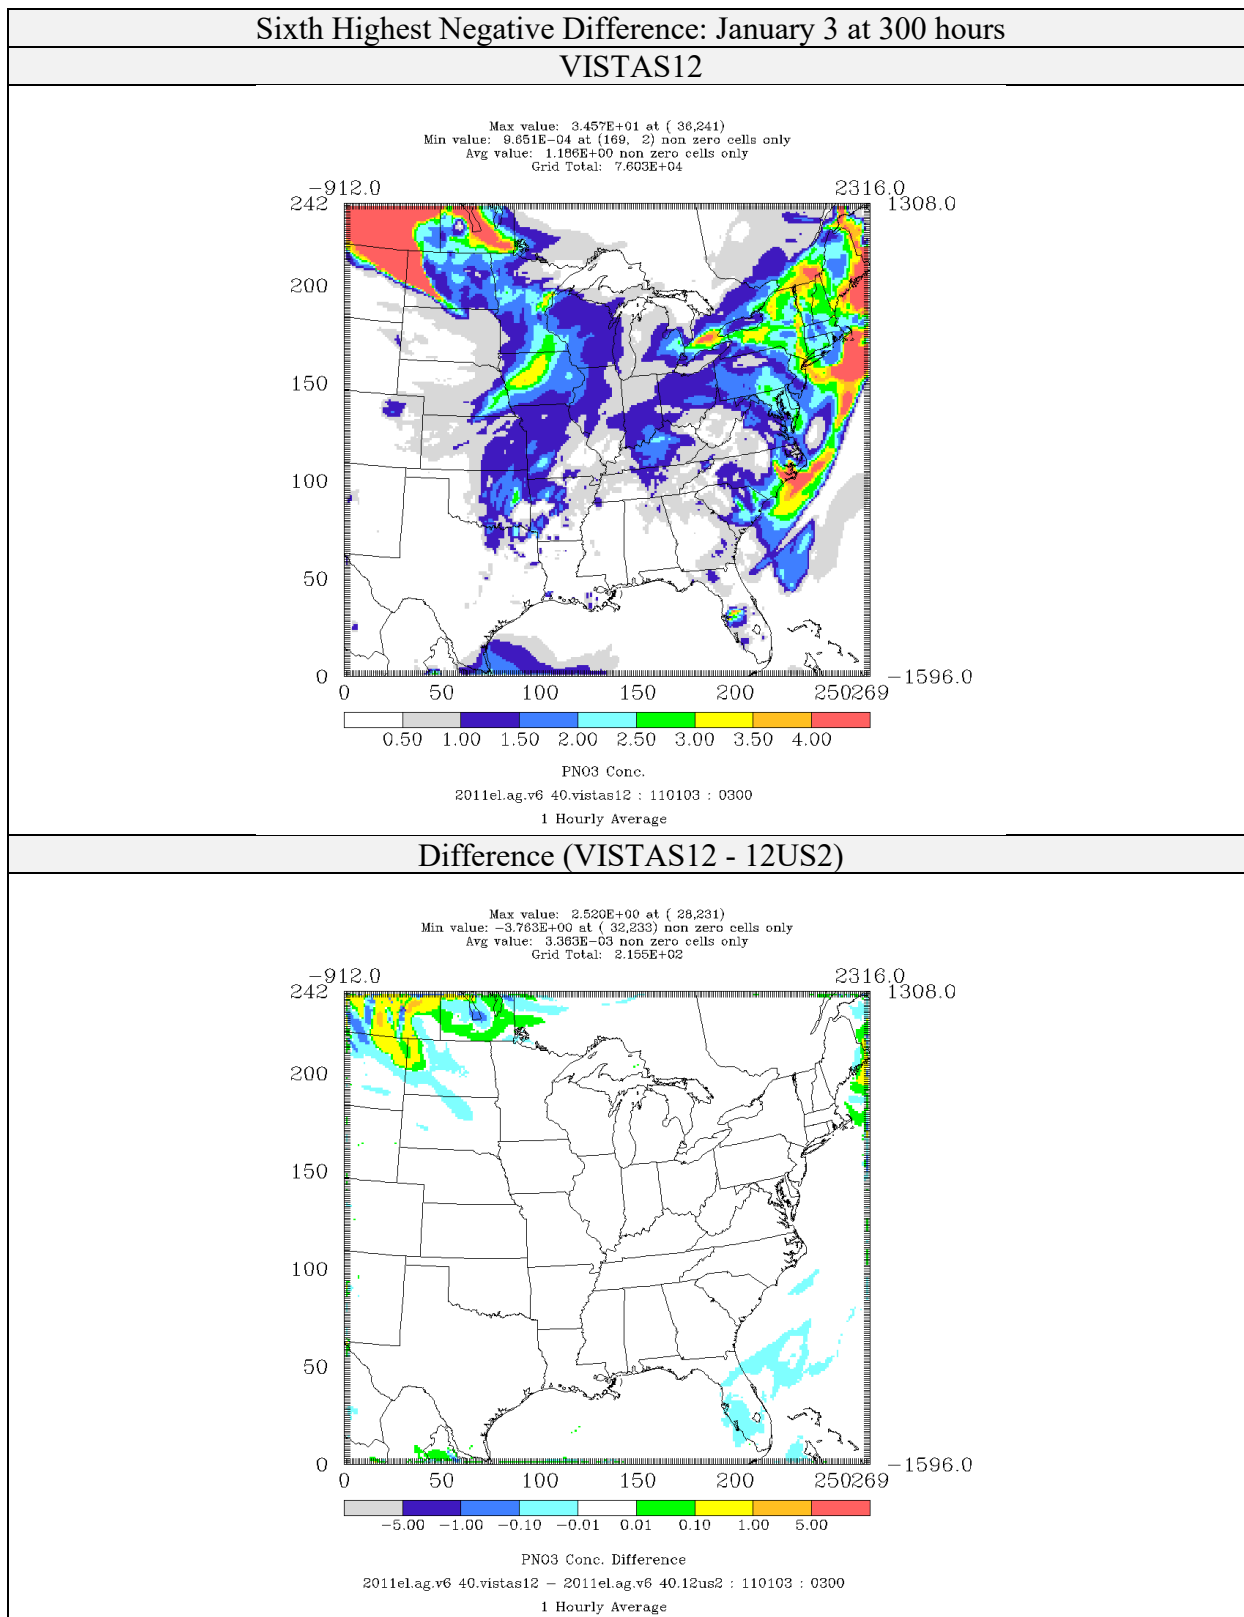 Sixth Highest Negative Difference: January 3 at 300 hours
VISTAS12
Max value: 3.457E+01 at ( 36,241)
Min value: 9.651E-04 at (169, 2) non zero cells only
Avg value: 1.186E+00 non zero cells only
Grid Total: 7.603E+04
-912.0 2316.0
242 1308.0
200
150
100
50
0 -1596.0
0 50 100 150 200 250269
0.50 1.00 1.50 2.00 2.50 3.00 3.50 4.00
PNO3 Conc.
2011el.ag.v6 40.vistas12 : 110103 : 0300
1 Hourly Average
Difference (VISTAS12 - 12US2)
Max value: 2.520E+00 at ( 28,231)
Min value: -3.763E+00 at ( 32,233) non zero cells only
Avg value: 3.363E-03 non zero cells only
Grid Total: 2.155E+02
-912.0 2316.0
242 1308.0
200
150
100
50
0 -1596.0
0 50 100 150 200 250269
-5.00 -1.00 -0.10 -0.01 0.01 0.10 1.00 5.00
PNO3 Conc. Difference
2011el.ag.v6 40.vistas12 - 2011el.ag.v6 40.12us2 : 110103 : 0300
1 Hourly Average